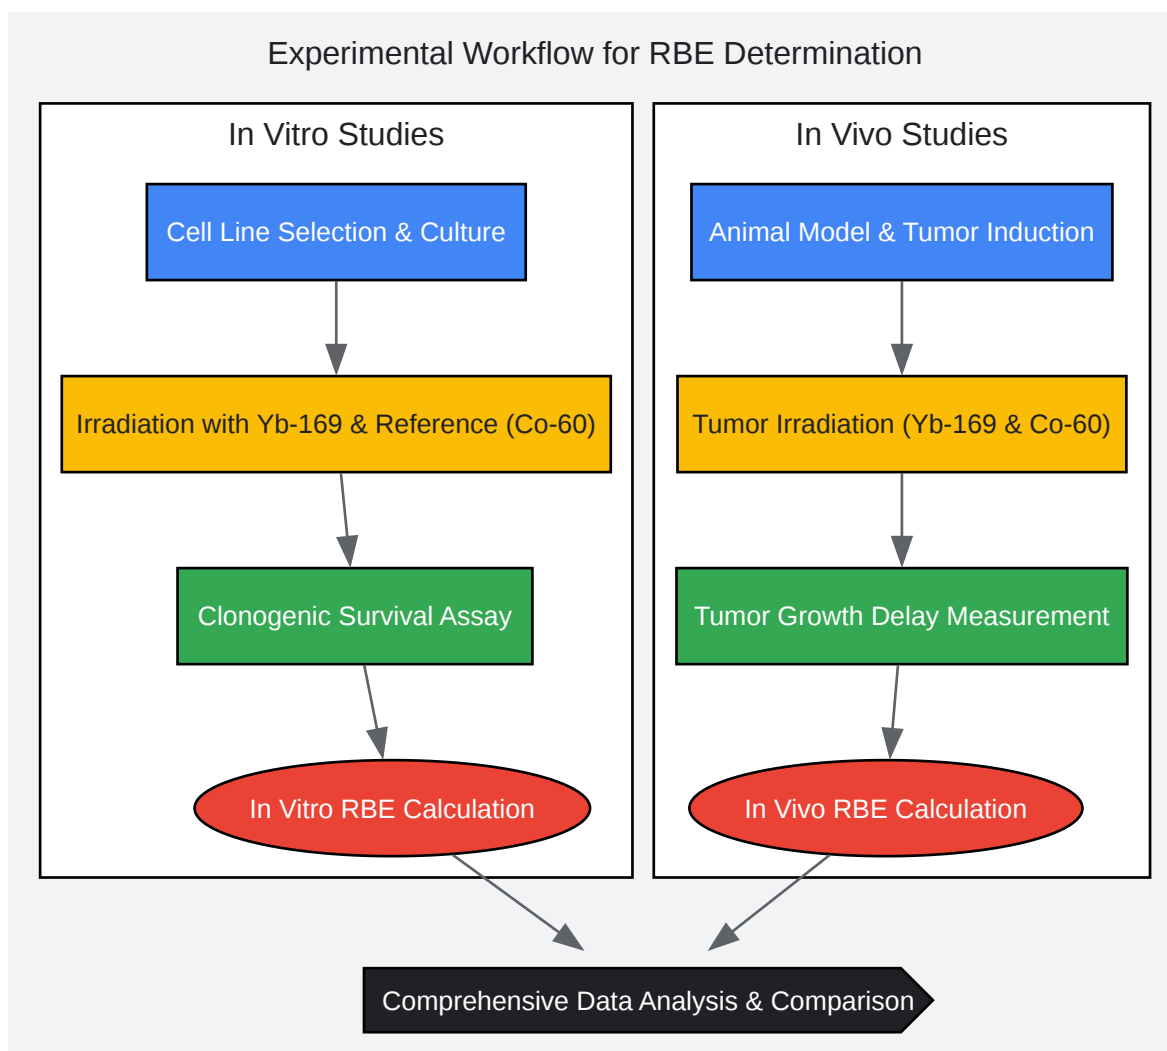 Experimental Workflow for RBE Determination
In Vitro Studies
Cell Line Selection & Culture
Irradiation with Yb-169 & Reference (Co-60)
Clonogenic Survival Assay
In Vitro RBE Calculation
In Vivo Studies
Animal Model & Tumor Induction
Tumor Irradiation (Yb-169 & Co-60)
Tumor Growth Delay Measurement
In Vivo RBE Calculation
Comprehensive Data Analysis & Comparison